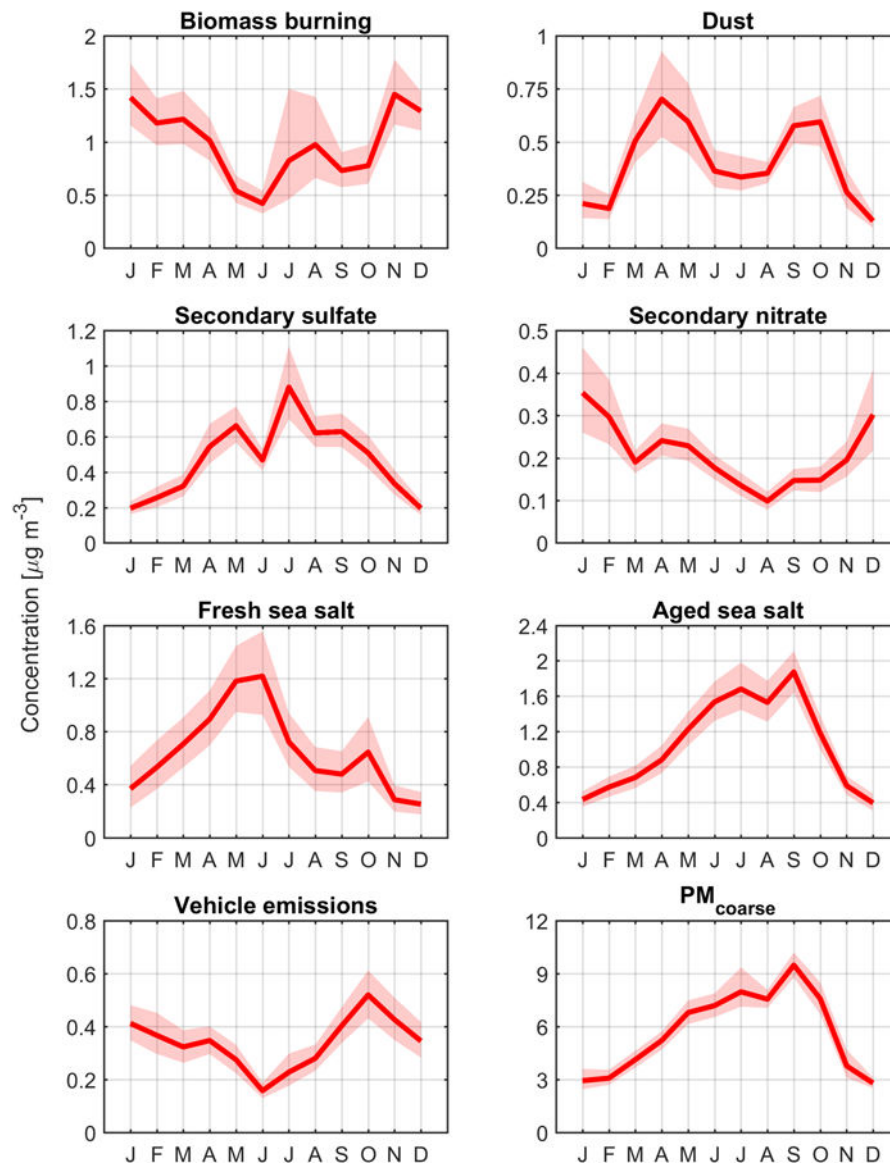 Biomass burning
2
1.5
1
0.5
0
J F M A M J J A S O N D
Dust
1
0.75
0.5
0.25
0
J F M A M J J A S O N D
Secondary sulfate
1.2
1
0.8
0.6
0.4
0.2
0
J F M A M J J A S O N D
Secondary nitrate
0.5
0.4
0.3
0.2
0.1
0
J F M A M J J A S O N D
Concentration [μg m-3]
Fresh sea salt
1.6
1.2
0.8
0.4
0
J F M A M J J A S O N D
Aged sea salt
2.4
2
1.6
1.2
0.8
0.4
0
J F M A M J J A S O N D
Vehicle emissions
0.8
0.6
0.4
0.2
0
J F M A M J J A S O N D
PMcoarse
12
9
6
3
0
J F M A M J J A S O N D